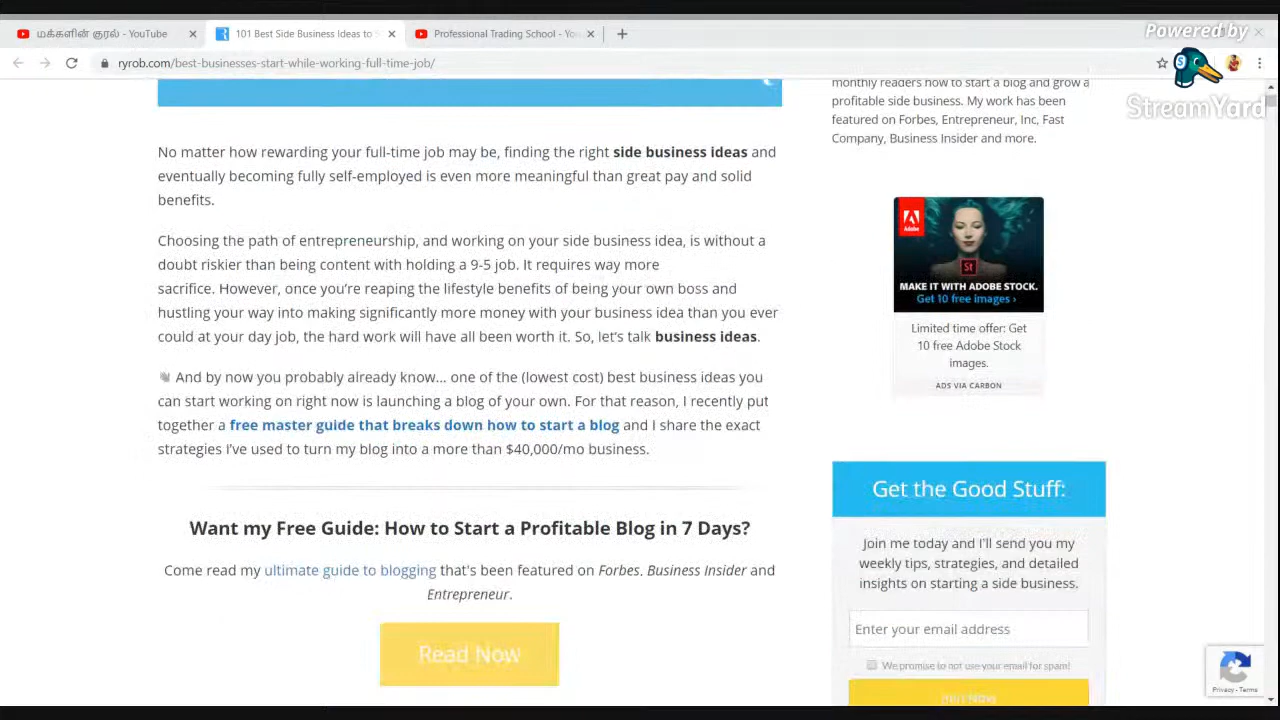 மக்களின் குரல் - YouTube
101 Best Side Business Ideas to S
Professional Trading School - You
Powered by
ryrob.com/best-businesses-start-while-working-full-time-job/
StreamYard
monthly readers how to start a blog and grow a
profitable side business. My work has been
featured on Forbes, Entrepreneur, Inc, Fast
Company, Business Insider and more.
No matter how rewarding your full-time job may be, finding the right side business ideas and
eventually becoming fully self-employed is even more meaningful than great pay and solid
benefits.
Choosing the path of entrepreneurship, and working on your side business idea, is without a
doubt riskier than being content with holding a 9-5 job. It requires way more
sacrifice. However, once you're reaping the lifestyle benefits of being your own boss and
hustling your way into making significantly more money with your business idea than you ever
could at your day job, the hard work will have all been worth it. So, let's talk business ideas.
👋 And by now you probably already know... one of the (lowest cost) best business ideas you
can start working on right now is launching a blog of your own. For that reason, I recently put
together a free master guide that breaks down how to start a blog and I share the exact
strategies I've used to turn my blog into a more than $40,000/mo business.
Want my Free Guide: How to Start a Profitable Blog in 7 Days?
Come read my ultimate guide to blogging that's been featured on Forbes, Business Insider and
Entrepreneur.
Read Now
Adobe
St
MAKE IT WITH ADOBE STOCK.
Get 10 free images ›
Limited time offer: Get
10 free Adobe Stock
images.
ADS VIA CARBON
Get the Good Stuff:
Join me today and I'll send you my
weekly tips, strategies, and detailed
insights on starting a side business.
Enter your email address
We promise to not use your email for spam!
Join Now
Privacy - Terms